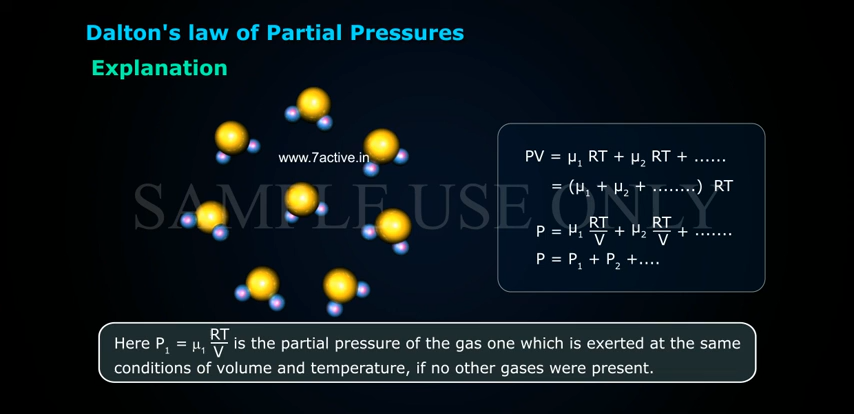 Dalton's law of Partial Pressures
Explanation
www.7active.in
SAMPLE USE ONLY
PV = μ₁ RT + μ₂ RT + ......
= (μ₁ + μ₂ + ........) RT
P = μ₁ RT/V + μ₂ RT/V + .......
P = P₁ + P₂ +....
Here P₁ = μ₁ RT/V is the partial pressure of the gas one which is exerted at the same
conditions of volume and temperature, if no other gases were present.